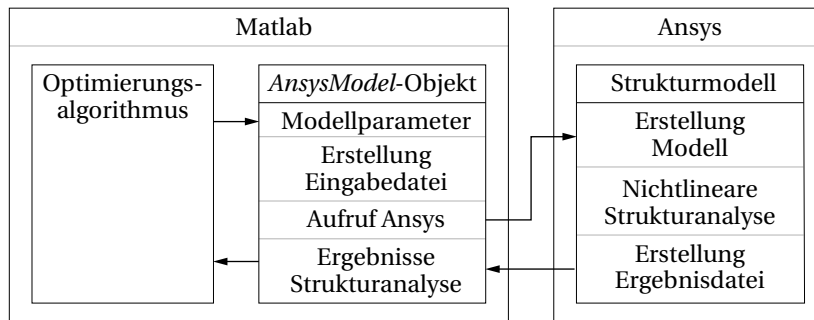 Matlab
Optimierungs-
algorithmus
AnsysModel-Objekt
Modellparameter
Erstellung
Eingabedatei
Aufruf Ansys
Ergebnisse
Strukturanalyse
Ansys
Strukturmodell
Erstellung
Modell
Nichtlineare
Strukturanalyse
Erstellung
Ergebnisdatei